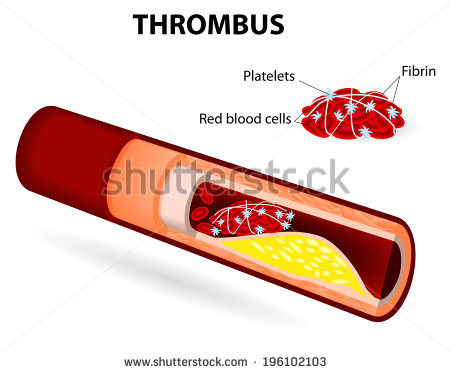 THROMBUS
Platelets
Fibrin
Red blood cells
shutterstock
www.shutterstock.com · 196102103